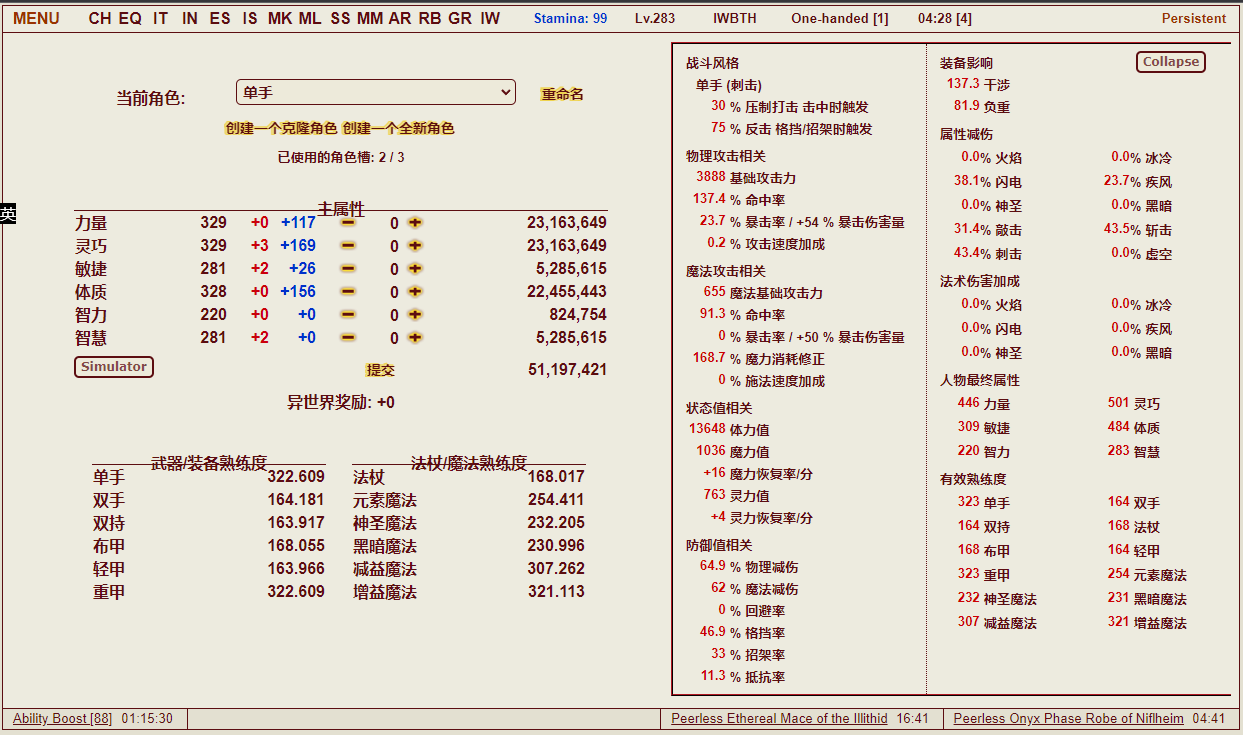 MENU CH EQ IT IN ES IS MK ML SS MM AR RB GR IW Stamina: 99 Lv.283 IWBTH One-handed [1] 04:28 [4] Persistent
当前角色: 单手 重命名
创建一个克隆角色 创建一个全新角色
已使用的角色槽: 2 / 3
英
主属性
力量 329 +0 +117 0 23,163,649
灵巧 329 +3 +169 0 23,163,649
敏捷 281 +2 +26 0 5,285,615
体质 328 +0 +156 0 22,455,443
智力 220 +0 +0 0 824,754
智慧 281 +2 +0 0 5,285,615
Simulator 提交 51,197,421
异世界奖励: +0
武器/装备熟练度
单手 322.609
双手 164.181
双持 163.917
布甲 168.055
轻甲 163.966
重甲 322.609
法杖/魔法熟练度
法杖 168.017
元素魔法 254.411
神圣魔法 232.205
黑暗魔法 230.996
减益魔法 307.262
增益魔法 321.113
战斗风格
单手 (刺击)
30 % 压制打击 击中时触发
75 % 反击 格挡/招架时触发
物理攻击相关
3888 基础攻击力
137.4 % 命中率
23.7 % 暴击率 / +54 % 暴击伤害量
0.2 % 攻击速度加成
魔法攻击相关
655 魔法基础攻击力
91.3 % 命中率
0 % 暴击率 / +50 % 暴击伤害量
168.7 % 魔力消耗修正
0 % 施法速度加成
状态值相关
13648 体力值
1036 魔力值
+16 魔力恢复率/分
763 灵力值
+4 灵力恢复率/分
防御值相关
64.9 % 物理减伤
62 % 魔法减伤
0 % 回避率
46.9 % 格挡率
33 % 招架率
11.3 % 抵抗率
装备影响 Collapse
137.3 干涉
81.9 负重
属性减伤
0.0% 火焰 0.0% 冰冷
38.1% 闪电 23.7% 疾风
0.0% 神圣 0.0% 黑暗
31.4% 敲击 43.5% 斩击
43.4% 刺击 0.0% 虚空
法术伤害加成
0.0% 火焰 0.0% 冰冷
0.0% 闪电 0.0% 疾风
0.0% 神圣 0.0% 黑暗
人物最终属性
446 力量 501 灵巧
309 敏捷 484 体质
220 智力 283 智慧
有效熟练度
323 单手 164 双手
164 双持 168 法杖
168 布甲 164 轻甲
323 重甲 254 元素魔法
232 神圣魔法 231 黑暗魔法
307 减益魔法 321 增益魔法
Ability Boost [88] 01:15:30 Peerless Ethereal Mace of the Illithid 16:41 Peerless Onyx Phase Robe of Niflheim 04:41